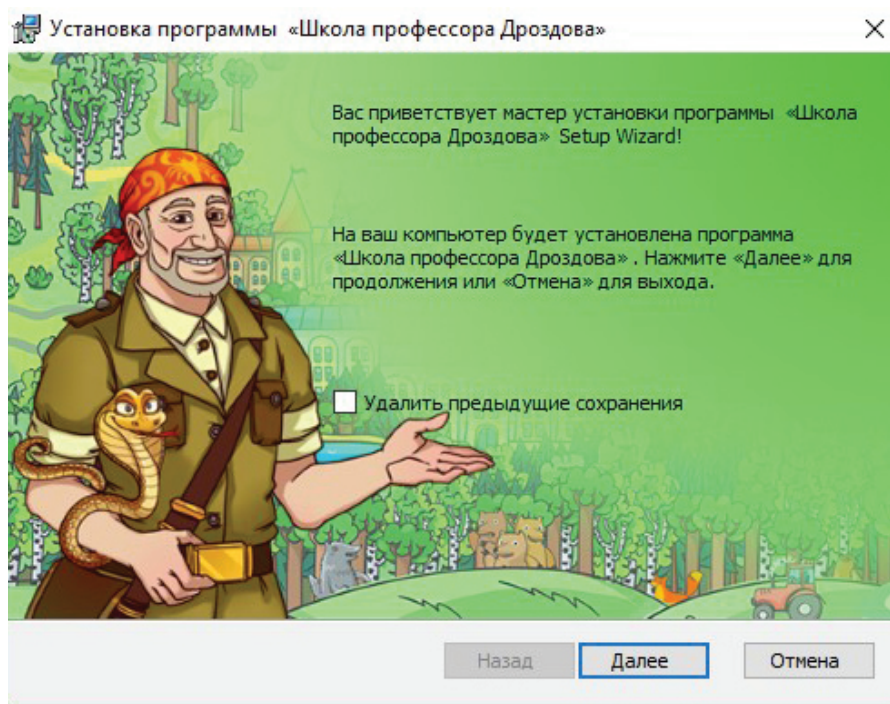 Установка программы «Школа профессора Дроздова»
Вас приветствует мастер установки программы «Школа
профессора Дроздова» Setup Wizard!
На ваш компьютер будет установлена программа
«Школа профессора Дроздова» . Нажмите «Далее» для
продолжения или «Отмена» для выхода.
Удалить предыдущие сохранения
Назад Далее Отмена